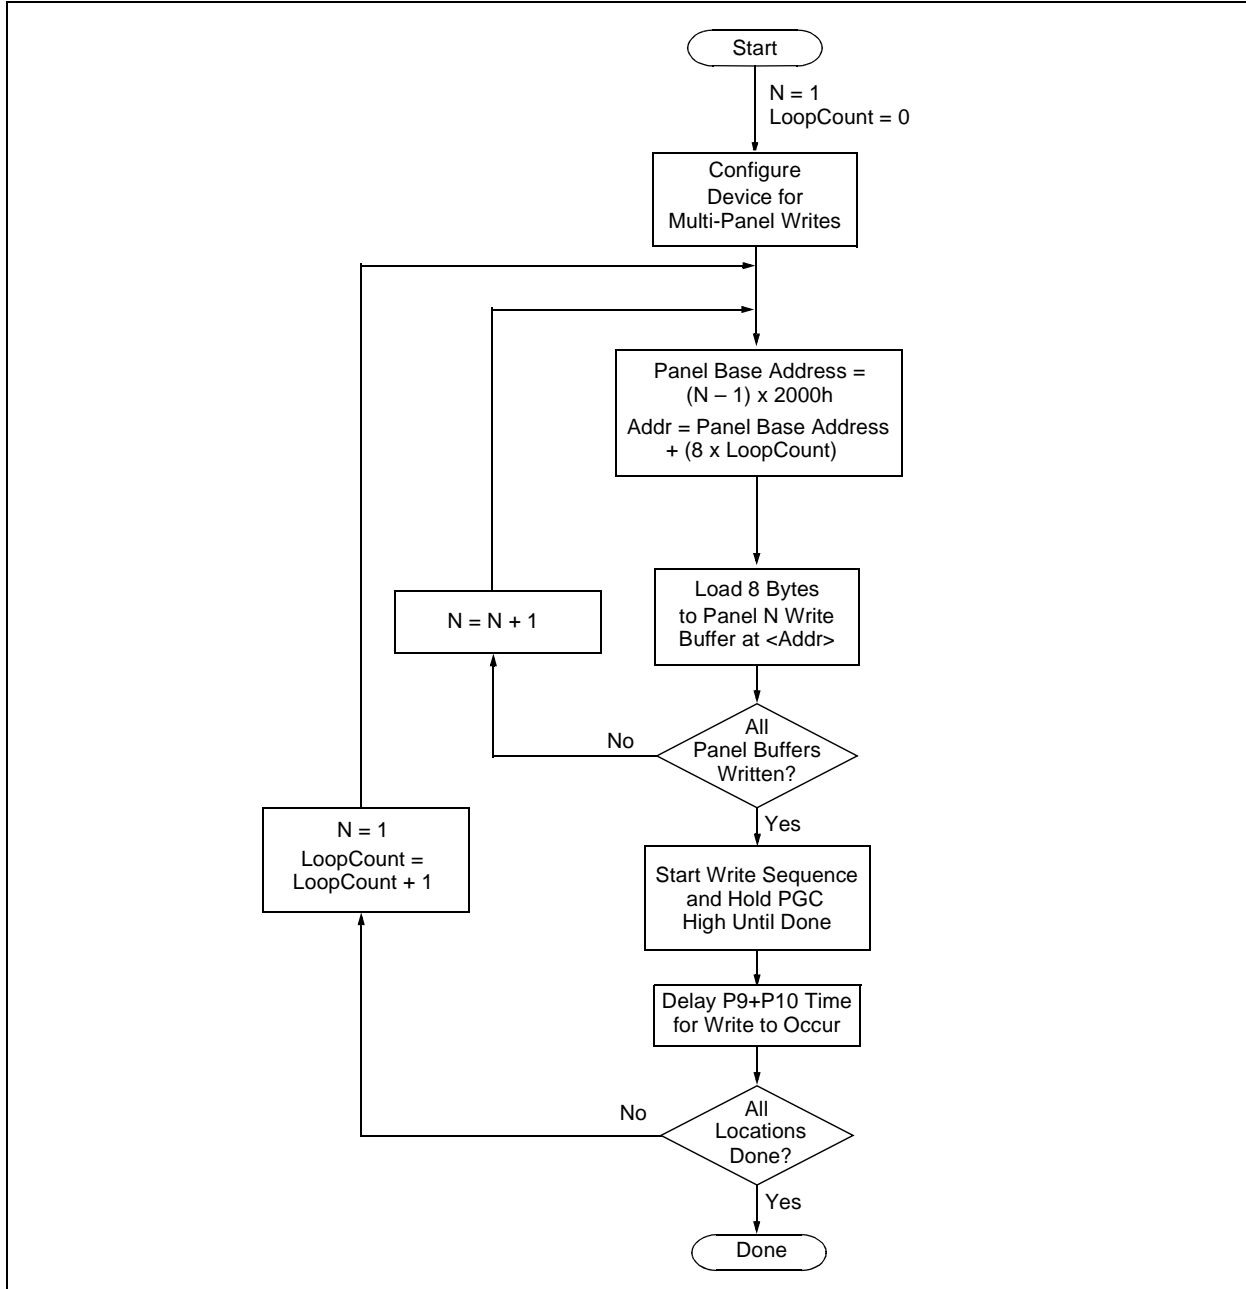 Start
N = 1
LoopCount = 0
Configure
Device for
Multi-Panel Writes
Panel Base Address =
(N – 1) x 2000h
Addr = Panel Base Address
+ (8 x LoopCount)
Load 8 Bytes
to Panel N Write
Buffer at <Addr>
N = N + 1
All
Panel Buffers
Written?
No
Yes
N = 1
LoopCount =
LoopCount + 1
Start Write Sequence
and Hold PGC
High Until Done
Delay P9+P10 Time
for Write to Occur
All
Locations
Done?
No
Yes
Done